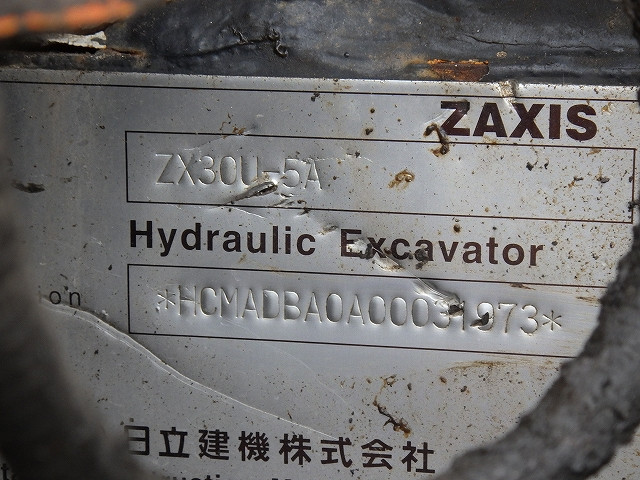 ZAXIS
ZX30U-5A
Hydraulic Excavator
*HCMADBA0A00031973*
日立建機株式会社